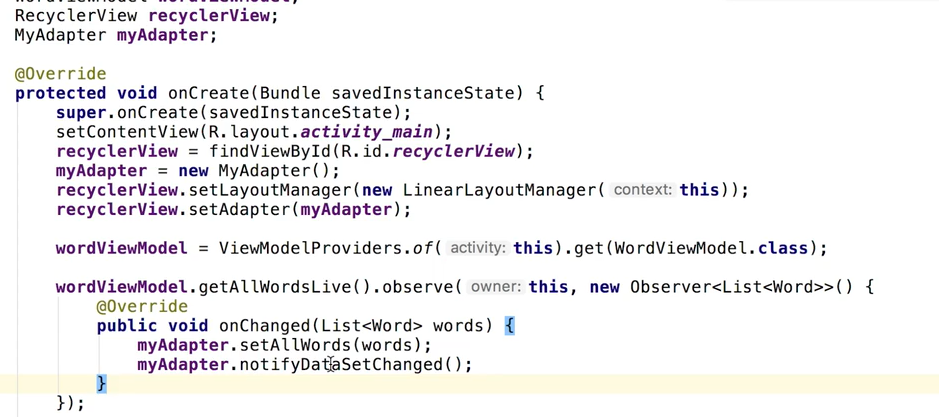 WordViewModel wordViewModel;
RecyclerView recyclerView;
MyAdapter myAdapter;
@Override
protected void onCreate(Bundle savedInstanceState) {
super.onCreate(savedInstanceState);
setContentView(R.layout.activity_main);
recyclerView = findViewById(R.id.recyclerView);
myAdapter = new MyAdapter();
recyclerView.setLayoutManager(new LinearLayoutManager( context: this));
recyclerView.setAdapter(myAdapter);
wordViewModel = ViewModelProviders.of( activity: this).get(WordViewModel.class);
wordViewModel.getAllWordsLive().observe( owner: this, new Observer<List<Word>>() {
@Override
public void onChanged(List<Word> words) {
myAdapter.setAllWords(words);
myAdapter.notifyDataSetChanged();
}
});